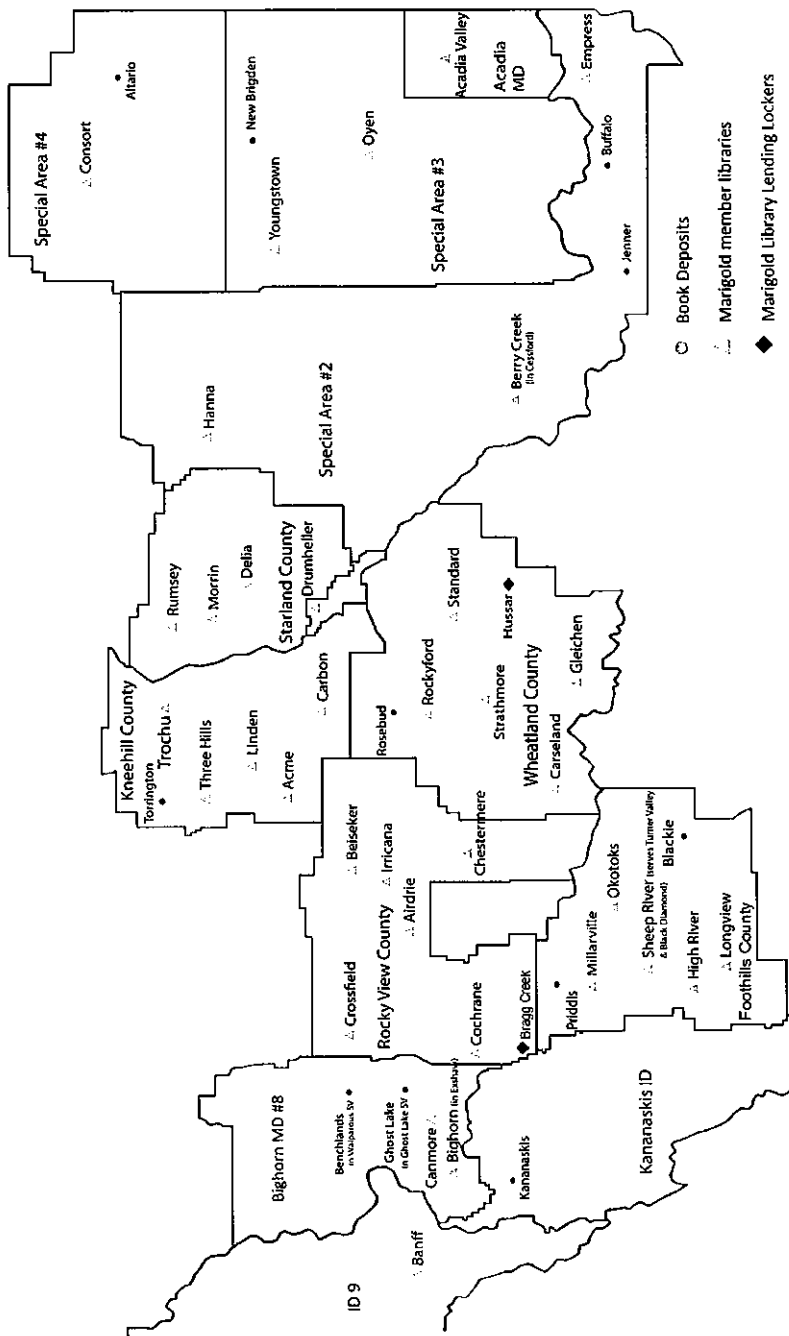 ID 9
Banff
Bighorn MD #8
Benchlands
in Waiparous SV
Ghost Lake
in Ghost Lake SV
Canmore
Bighorn (in Exshaw)
Kananaskis
Kananaskis ID
Crossfield
Beiseker
Rocky View County
Irricana
Airdrie
Cochrane
Chestermere
Bragg Creek
Priddis
Millarville
Okotoks
Sheep River (serves Turner Valley
& Black Diamond)
Blackie
High River
Longview
Foothills County
Kneehill County
Torrington
Trochu
Three Hills
Linden
Acme
Carbon
Rumsey
Morrin
Delia
Starland County
Drumheller
Rosebud
Rockyford
Standard
Strathmore
Hussar
Wheatland County
Carseland
Gleichen
Hanna
Special Area #2
Berry Creek
(in Cessford)
Special Area #4
Consort
Altario
New Brigden
Youngstown
Oyen
Special Area #3
Acadia Valley
Acadia
MD
Empress
Buffalo
Jenner
Book Deposits
Marigold member libraries
Marigold Library Lending Lockers